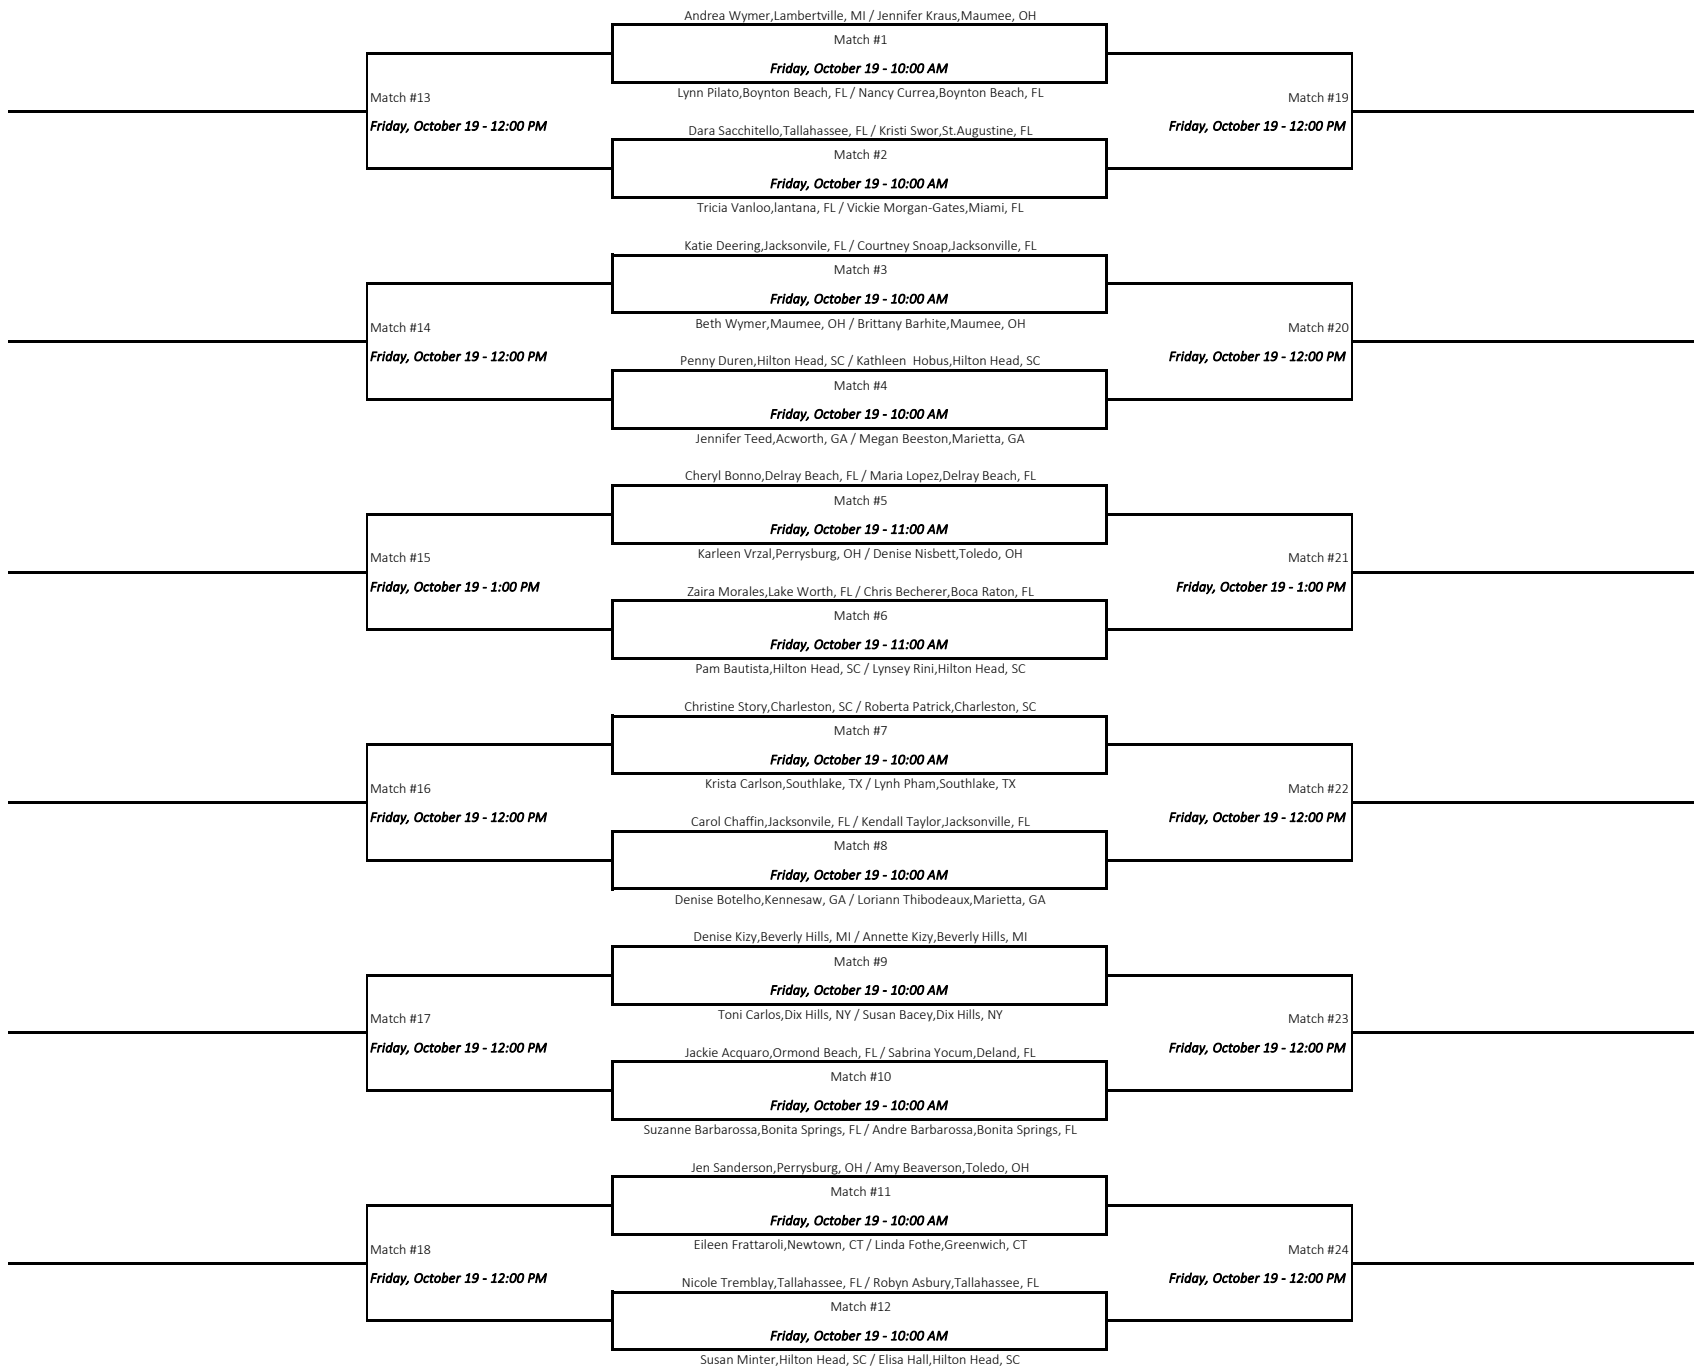 Andrea Wymer,Lambertville, MI / Jennifer Kraus,Maumee, OH
Match #1
Friday, October 19 - 10:00 AM
Lynn Pilato,Boynton Beach, FL / Nancy Currea,Boynton Beach, FL
Match #13
Friday, October 19 - 12:00 PM
Match #19
Friday, October 19 - 12:00 PM
Dara Sacchitello,Tallahassee, FL / Kristi Swor,St.Augustine, FL
Match #2
Friday, October 19 - 10:00 AM
Tricia Vanloo,lantana, FL / Vickie Morgan-Gates,Miami, FL
Katie Deering,Jacksonvile, FL / Courtney Snoap,Jacksonville, FL
Match #3
Friday, October 19 - 10:00 AM
Beth Wymer,Maumee, OH / Brittany Barhite,Maumee, OH
Match #14
Friday, October 19 - 12:00 PM
Match #20
Friday, October 19 - 12:00 PM
Penny Duren,Hilton Head, SC / Kathleen  Hobus,Hilton Head, SC
Match #4
Friday, October 19 - 10:00 AM
Jennifer Teed,Acworth, GA / Megan Beeston,Marietta, GA
Cheryl Bonno,Delray Beach, FL / Maria Lopez,Delray Beach, FL
Match #5
Friday, October 19 - 11:00 AM
Karleen Vrzal,Perrysburg, OH / Denise Nisbett,Toledo, OH
Match #15
Friday, October 19 - 1:00 PM
Match #21
Friday, October 19 - 1:00 PM
Zaira Morales,Lake Worth, FL / Chris Becherer,Boca Raton, FL
Match #6
Friday, October 19 - 11:00 AM
Pam Bautista,Hilton Head, SC / Lynsey Rini,Hilton Head, SC
Christine Story,Charleston, SC / Roberta Patrick,Charleston, SC
Match #7
Friday, October 19 - 10:00 AM
Krista Carlson,Southlake, TX / Lynh Pham,Southlake, TX
Match #16
Friday, October 19 - 12:00 PM
Match #22
Friday, October 19 - 12:00 PM
Carol Chaffin,Jacksonvile, FL / Kendall Taylor,Jacksonville, FL
Match #8
Friday, October 19 - 10:00 AM
Denise Botelho,Kennesaw, GA / Loriann Thibodeaux,Marietta, GA
Denise Kizy,Beverly Hills, MI / Annette Kizy,Beverly Hills, MI
Match #9
Friday, October 19 - 10:00 AM
Toni Carlos,Dix Hills, NY / Susan Bacey,Dix Hills, NY
Match #17
Friday, October 19 - 12:00 PM
Match #23
Friday, October 19 - 12:00 PM
Jackie Acquaro,Ormond Beach, FL / Sabrina Yocum,Deland, FL
Match #10
Friday, October 19 - 10:00 AM
Suzanne Barbarossa,Bonita Springs, FL / Andre Barbarossa,Bonita Springs, FL
Jen Sanderson,Perrysburg, OH / Amy Beaverson,Toledo, OH
Match #11
Friday, October 19 - 10:00 AM
Eileen Frattaroli,Newtown, CT / Linda Fothe,Greenwich, CT
Match #18
Friday, October 19 - 12:00 PM
Match #24
Friday, October 19 - 12:00 PM
Nicole Tremblay,Tallahassee, FL / Robyn Asbury,Tallahassee, FL
Match #12
Friday, October 19 - 10:00 AM
Susan Minter,Hilton Head, SC / Elisa Hall,Hilton Head, SC